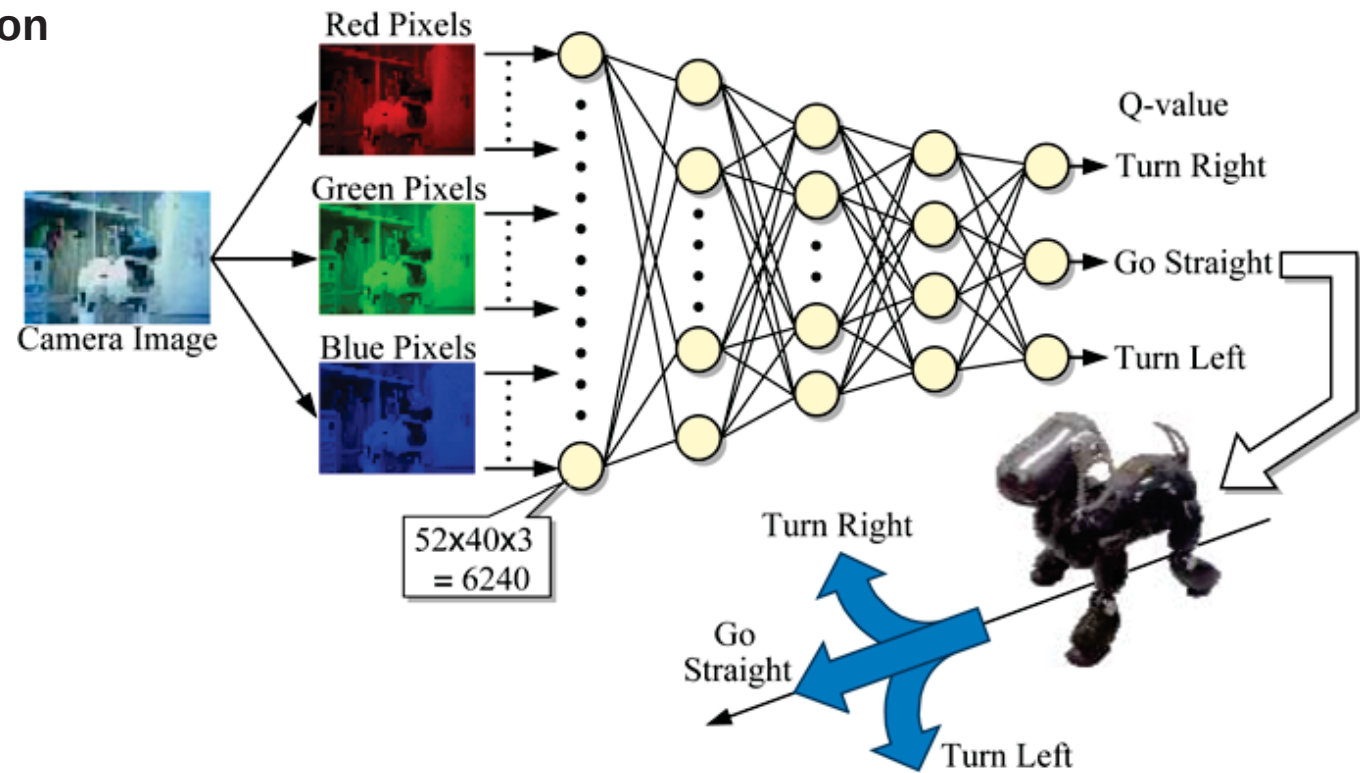 on
Red Pixels
Green Pixels
Camera Image
Blue Pixels
52x40x3
= 6240
Q-value
Turn Right
Go Straight
Turn Left
Turn Right
Go
Straight
Turn Left